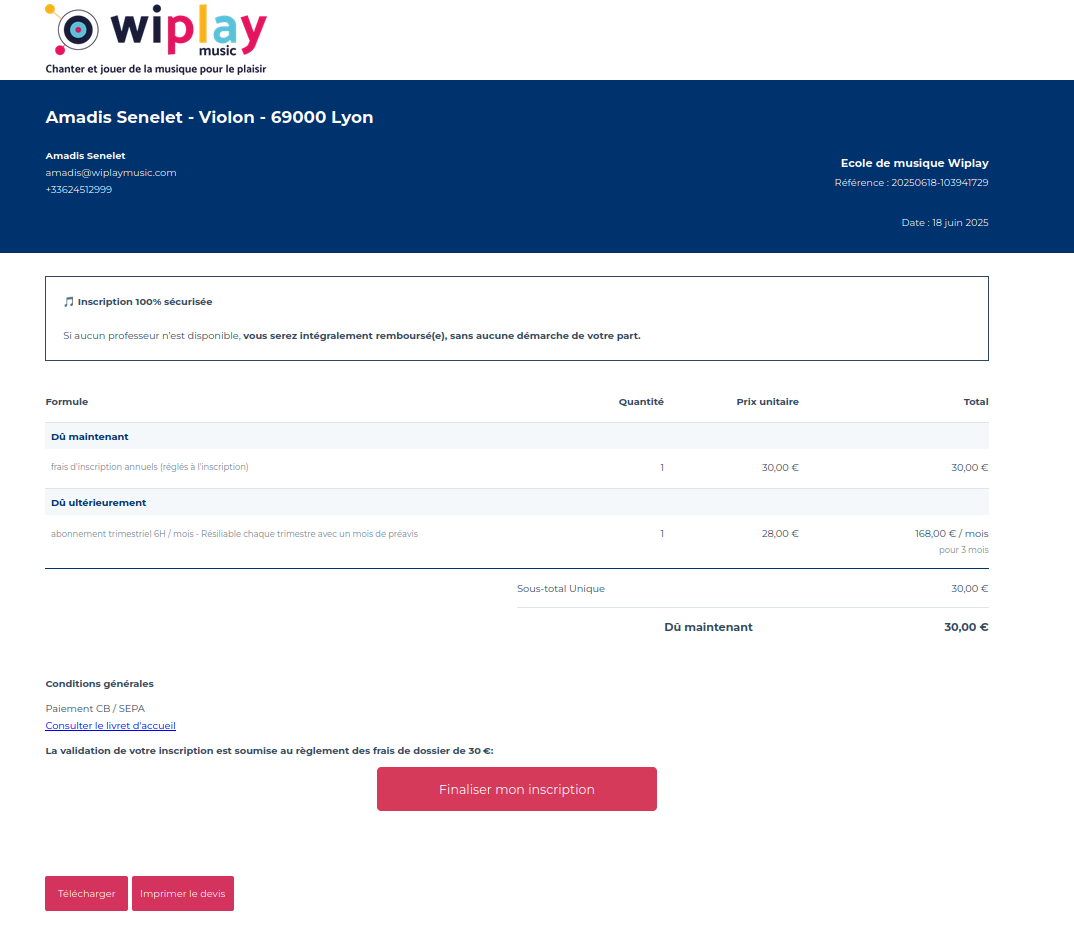 wiplay
music
Chanter et jouer de la musique pour le plaisir
Amadis Senelet - Violon - 69000 Lyon
Amadis Senelet
amadis@wiplaymusic.com
+33624512999
Ecole de musique Wiplay
Référence : 20250618-103941729
Date : 18 juin 2025
🎵 Inscription 100% sécurisée
Si aucun professeur n'est disponible, vous serez intégralement remboursé(e), sans aucune démarche de votre part.
Formule Quantité Prix unitaire Total
Dû maintenant
frais d'inscription annuels (réglés à l'inscription) 1 30,00 € 30,00 €
Dû ultérieurement
abonnement trimestriel 6H / mois - Résiliable chaque trimestre avec un mois de préavis 1 28,00 € 168,00 € / mois
pour 3 mois
Sous-total Unique 30,00 €
Dû maintenant 30,00 €
Conditions générales
Paiement CB / SEPA
Consulter le livret d'accueil
La validation de votre inscription est soumise au règlement des frais de dossier de 30 €:
Finaliser mon inscription
Télécharger Imprimer le devis